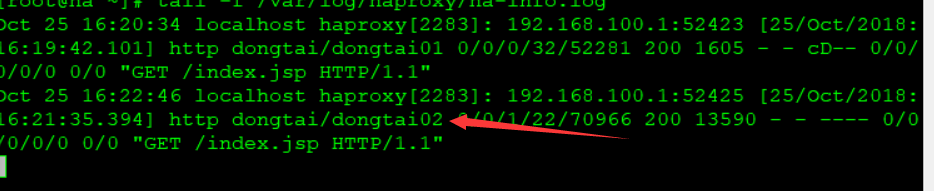 [root@ha ~]# tail -f /var/log/haproxy/ha-info.log
Oct 25 16:20:34 localhost haproxy[2283]: 192.168.100.1:52423 [25/Oct/2018:
16:19:42.101] http dongtai/dongtai01 0/0/0/32/52281 200 1605 - - cD-- 0/0/
0/0/0 0/0 "GET /index.jsp HTTP/1.1"
Oct 25 16:22:46 localhost haproxy[2283]: 192.168.100.1:52425 [25/Oct/2018:
16:21:35.394] http dongtai/dongtai02 0/0/1/22/70966 200 13590 - - ---- 0/0
/0/0/0 0/0 "GET /index.jsp HTTP/1.1"